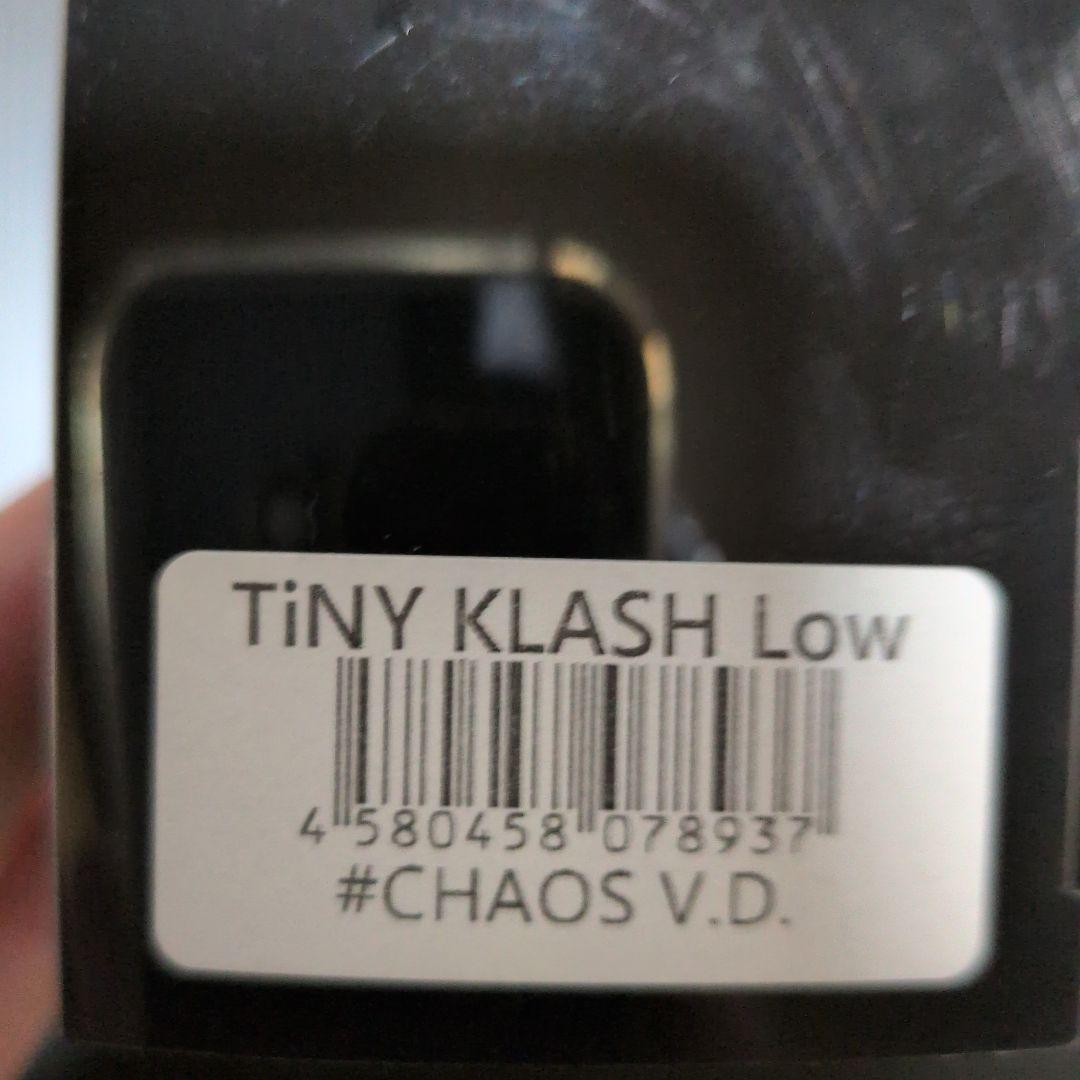 TiNY KLASH Low
4 580458 078937
#CHAOS V.D.